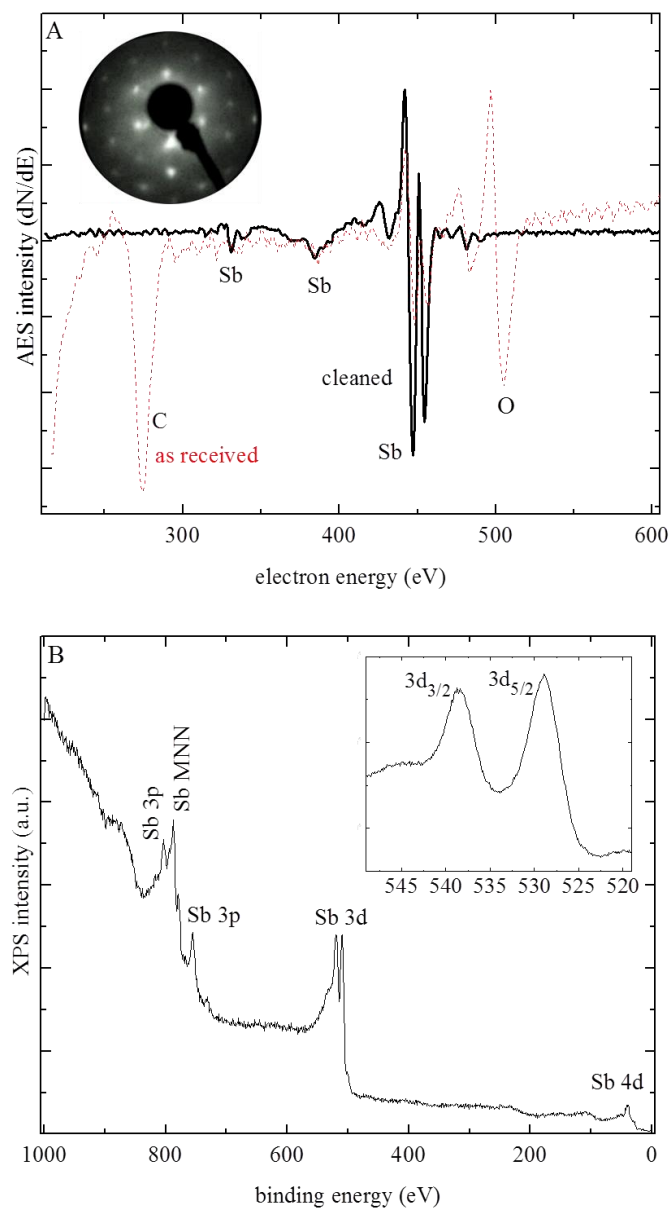 A
AES intensity (dN/dE)
Sb
Sb
cleaned
C
O
as received
Sb
300
400
500
600
electron energy (eV)
B
3d3/2
3d5/2
Sb 3p
Sb MNN
XPS intensity (a.u.)
545
540
535
530
525
520
Sb 3p
Sb 3d
Sb 4d
1000
800
600
400
200
0
binding energy (eV)